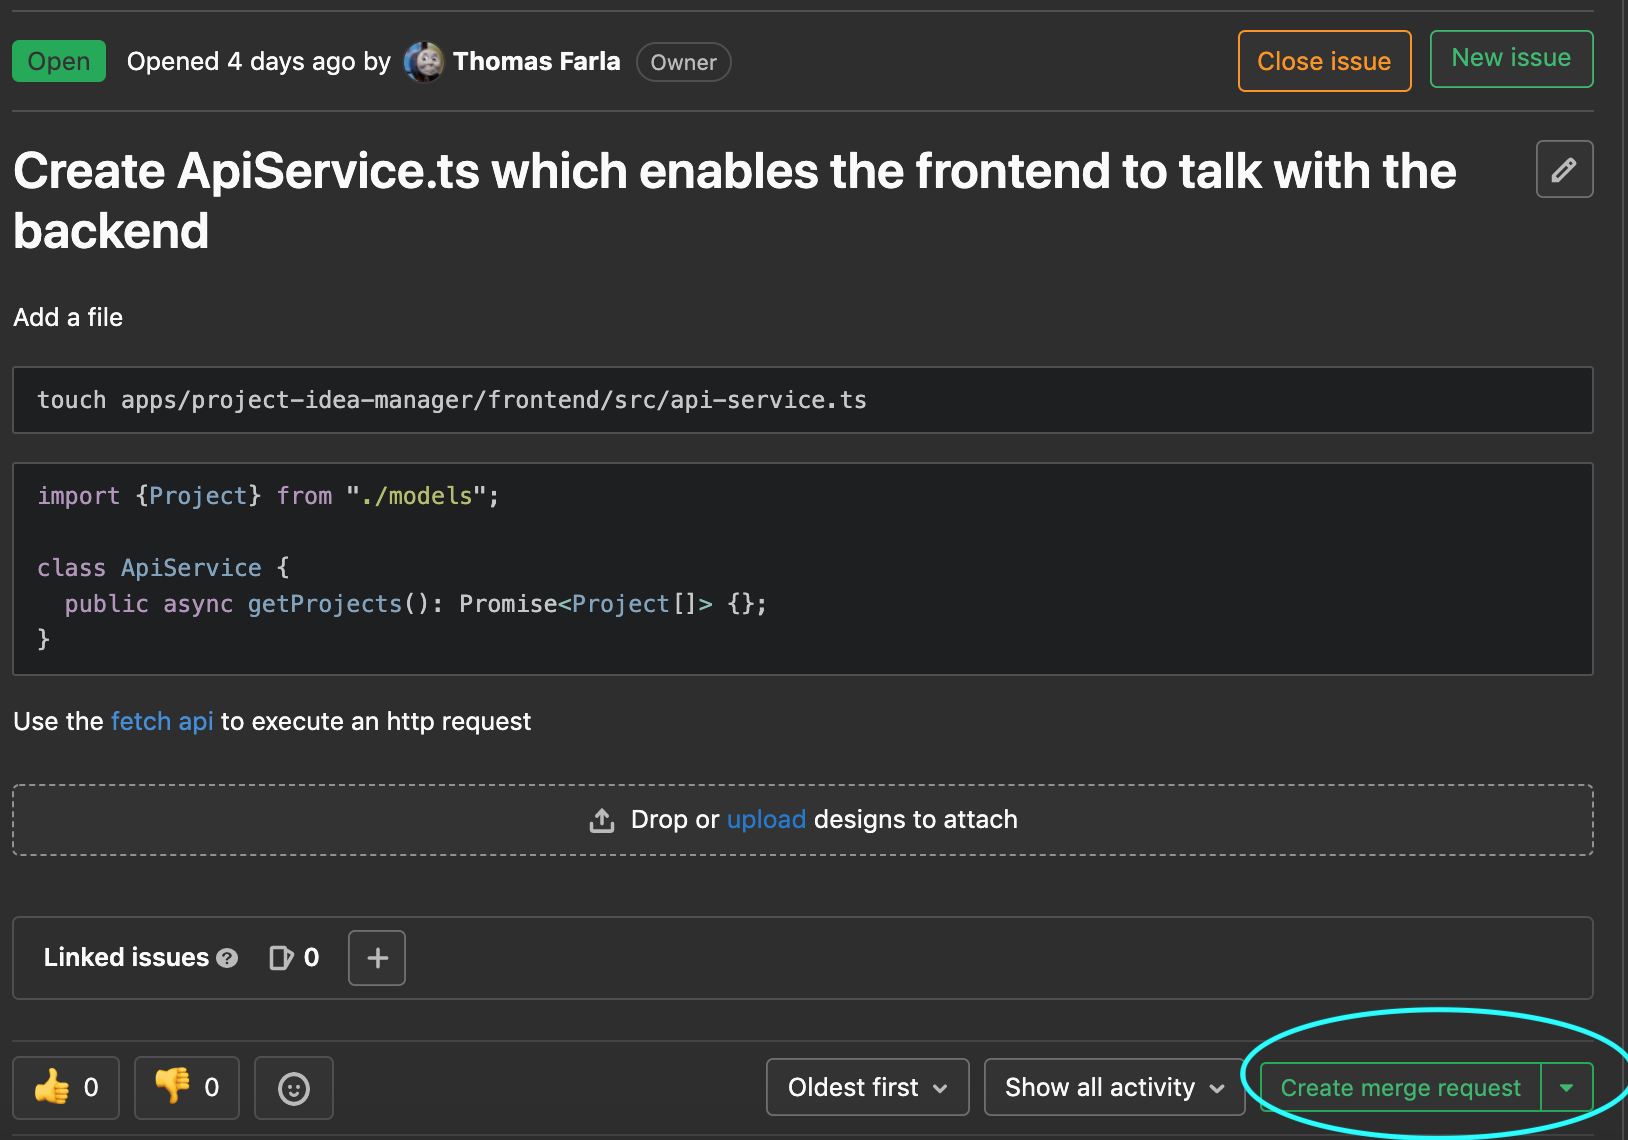 Open Opened 4 days ago by Thomas Farla Owner Close issue New issue
Create ApiService.ts which enables the frontend to talk with the
backend
Add a file
touch apps/project-idea-manager/frontend/src/api-service.ts
import {Project} from "./models";
class ApiService {
  public async getProjects(): Promise<Project[]> {};
}
Use the fetch api to execute an http request
Drop or upload designs to attach
Linked issues ? 0 +
👍 0 👎 0 Oldest first Show all activity Create merge request